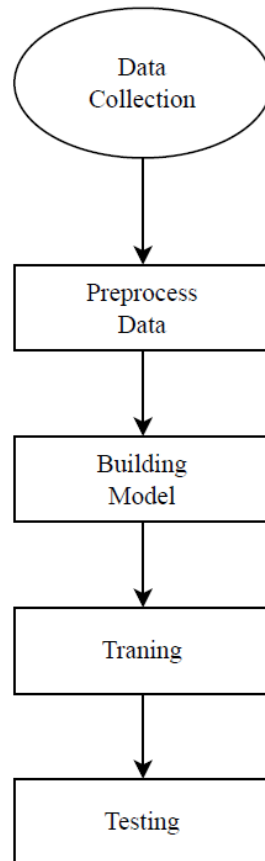 Data
Collection
Preprocess
Data
Building
Model
Traning
Testing